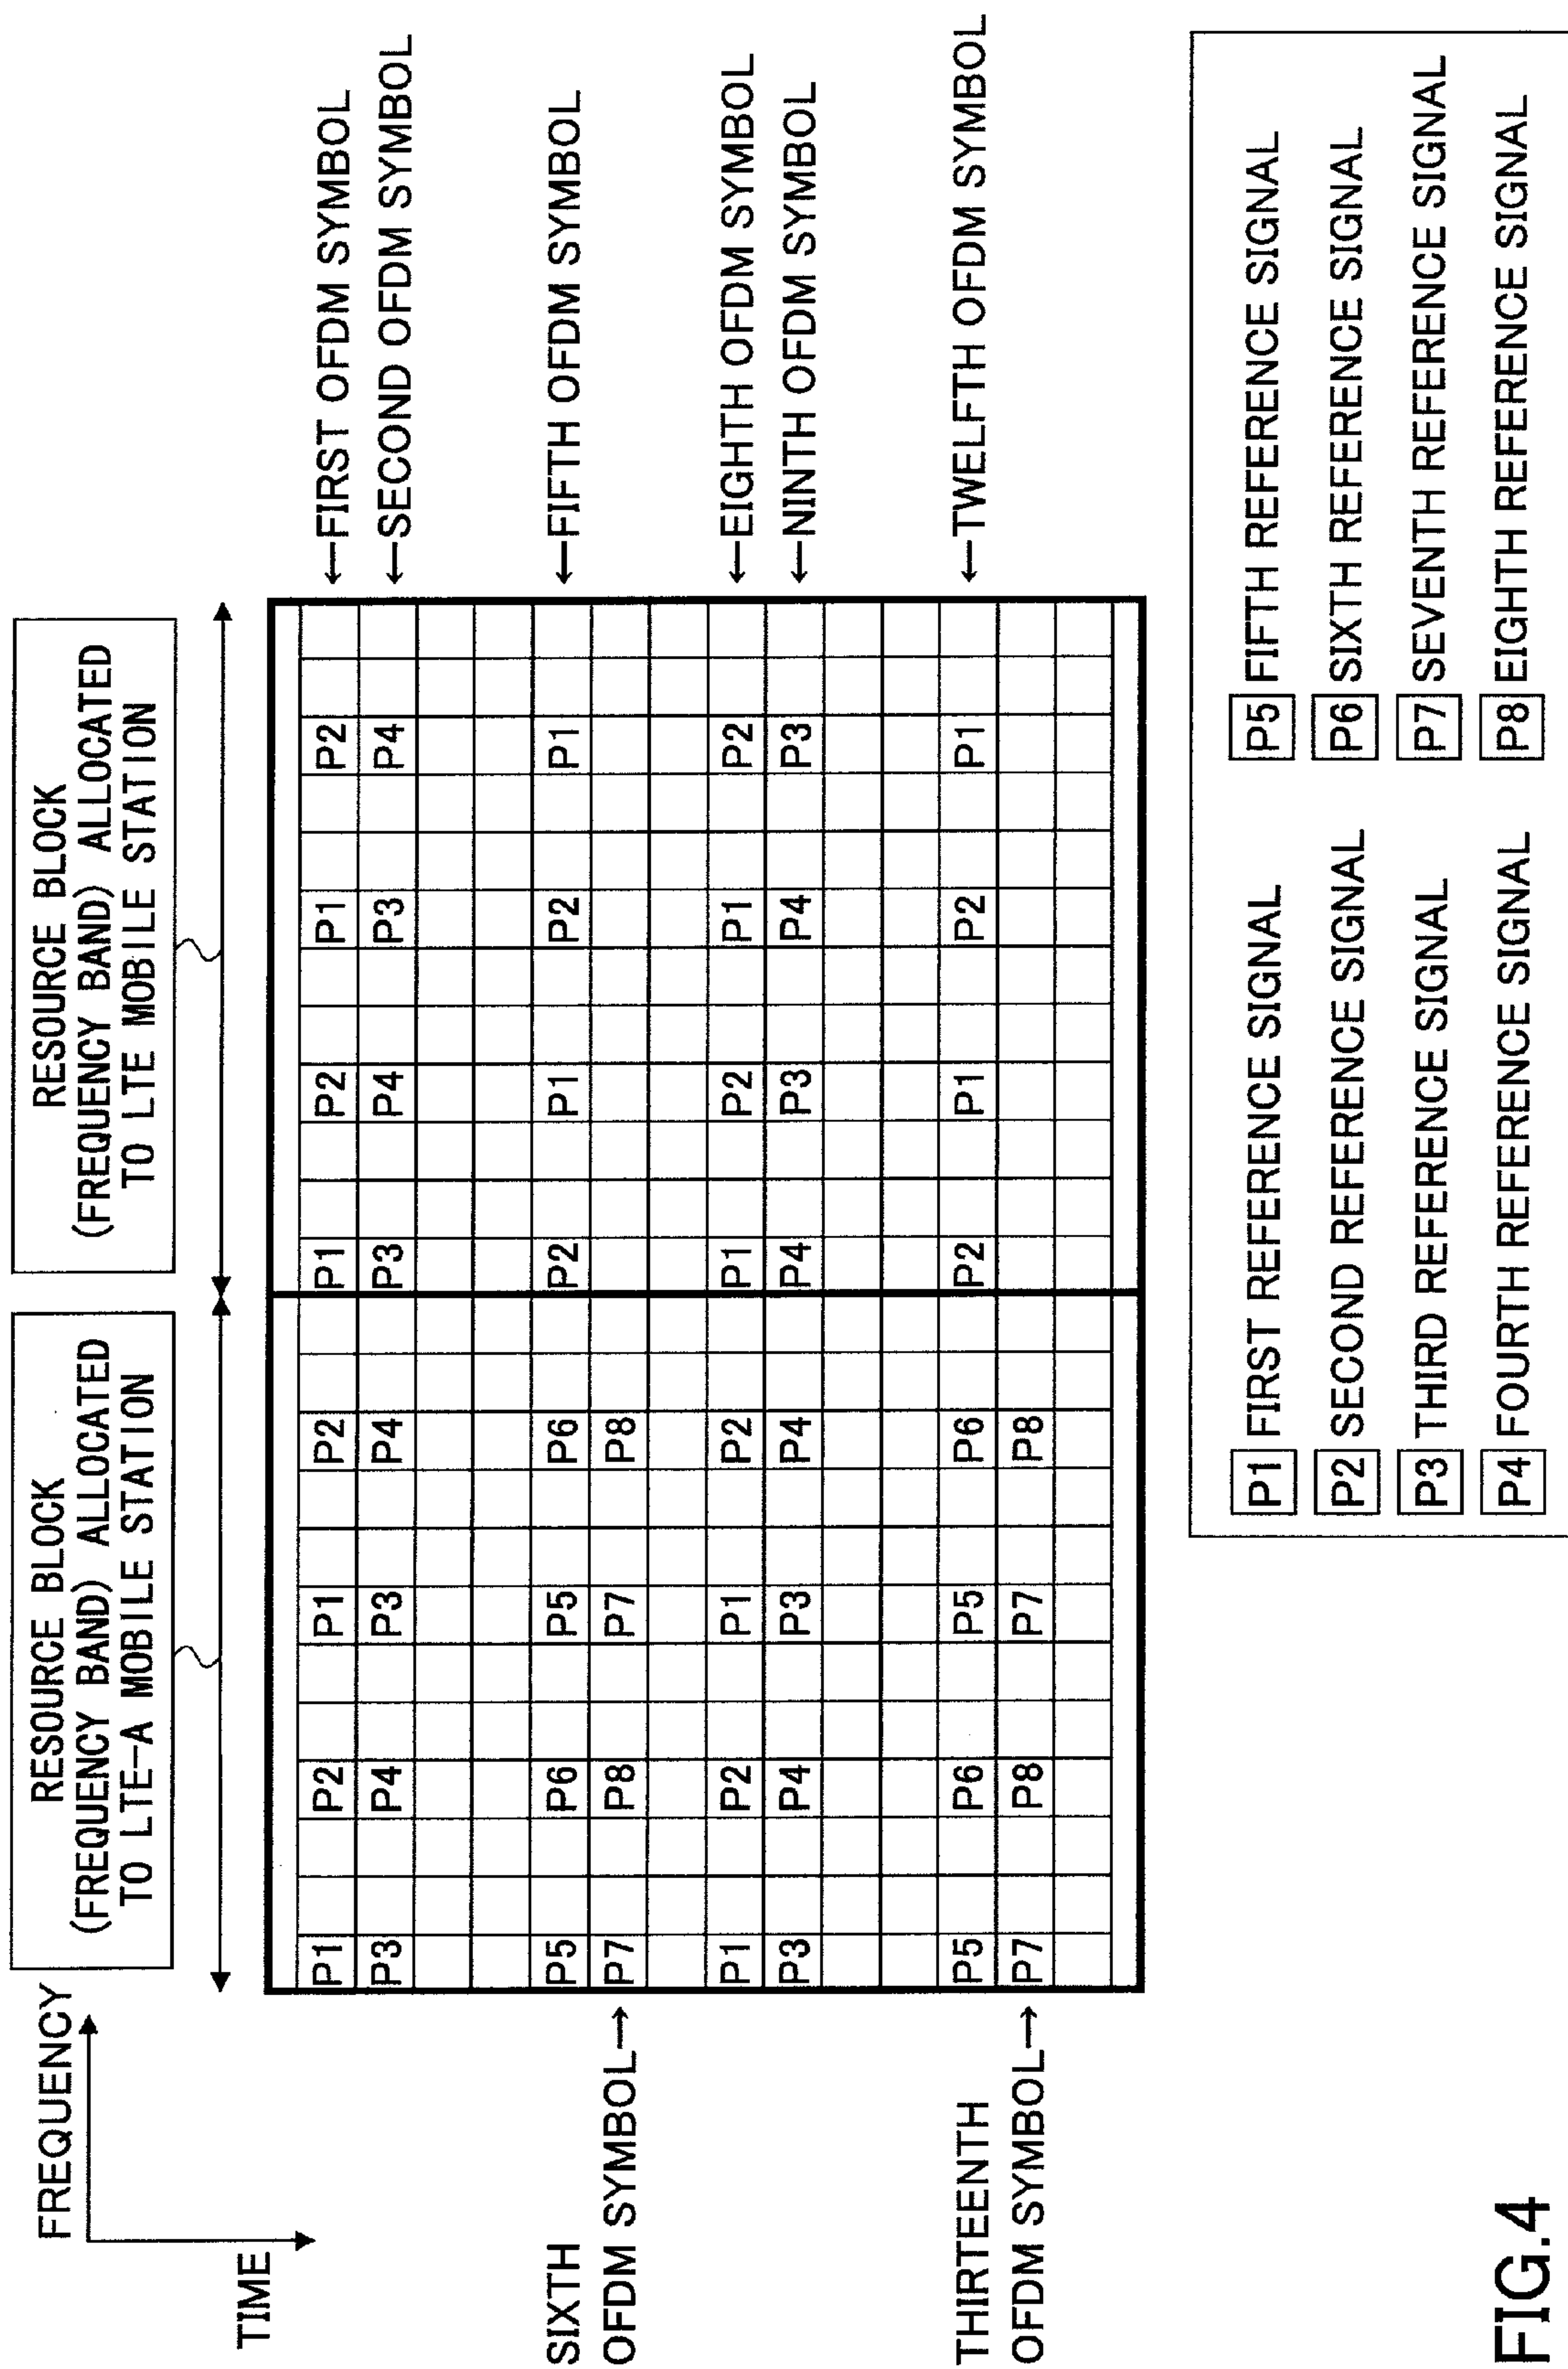 FREQUENCY
TIME
RESOURCE BLOCK
(FREQUENCY BAND) ALLOCATED
TO LTE-A MOBILE STATION
RESOURCE BLOCK
(FREQUENCY BAND) ALLOCATED
TO LTE MOBILE STATION
P1 P2 P1 P2 P1 P2 P1 P2 ←FIRST OFDM SYMBOL
P3 P4 P3 P4 P3 P4 P3 P4 ←SECOND OFDM SYMBOL
P5 P6 P5 P6 P2 P1 P2 P1 ←FIFTH OFDM SYMBOL
SIXTH
OFDM SYMBOL→ P7 P8 P7 P8
P1 P2 P1 P2 P1 P2 P1 P2 ←EIGHTH OFDM SYMBOL
P3 P4 P3 P4 P4 P3 P4 P3 ←NINTH OFDM SYMBOL
P5 P6 P5 P6 P2 P1 P2 P1 ←TWELFTH OFDM SYMBOL
THIRTEENTH
OFDM SYMBOL→ P7 P8 P7 P8
P1 FIRST REFERENCE SIGNAL P5 FIFTH REFERENCE SIGNAL
P2 SECOND REFERENCE SIGNAL P6 SIXTH REFERENCE SIGNAL
P3 THIRD REFERENCE SIGNAL P7 SEVENTH REFERENCE SIGNAL
P4 FOURTH REFERENCE SIGNAL P8 EIGHTH REFERENCE SIGNAL
FIG.4